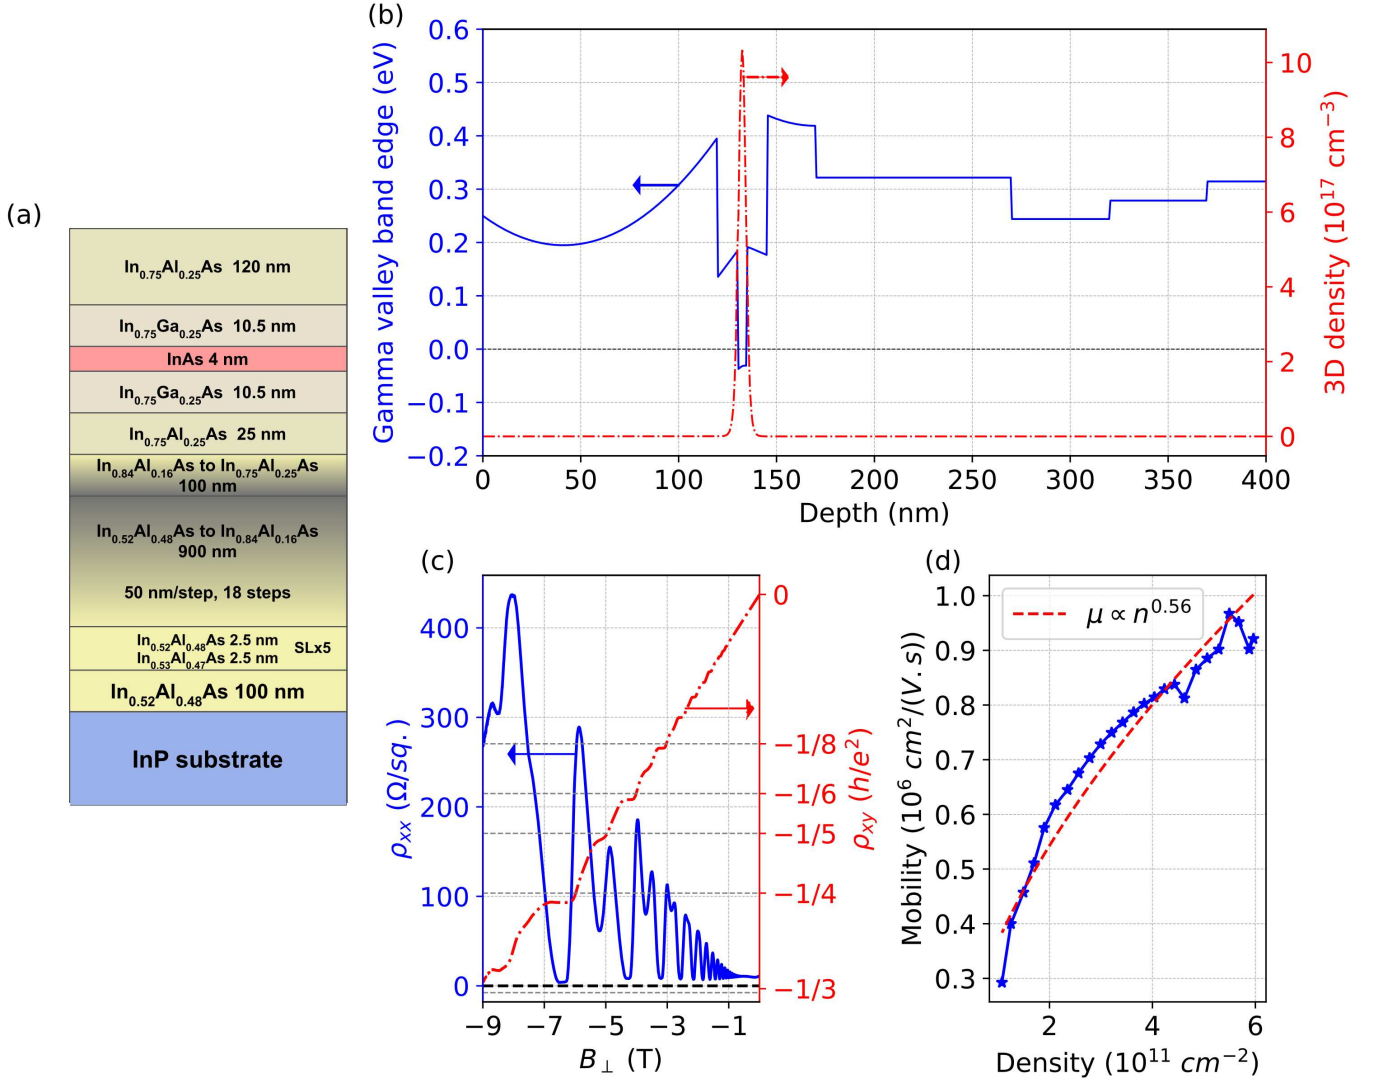 (a)
In0.75Al0.25As 120 nm
In0.75Ga0.25As 10.5 nm
InAs 4 nm
In0.75Ga0.25As 10.5 nm
In0.75Al0.25As 25 nm
In0.84Al0.16As to In0.75Al0.25As
100 nm
In0.52Al0.48As to In0.84Al0.16As
900 nm
50 nm/step, 18 steps
In0.52Al0.48As 2.5 nm
In0.53Al0.47As 2.5 nm
SLx5
In0.52Al0.48As 100 nm
InP substrate
(b)
Gamma valley band edge (eV)
0.6
0.5
0.4
0.3
0.2
0.1
0.0
−0.1
−0.2
0 50 100 150 200 250 300 350 400
Depth (nm)
10
8
6
4
2
0
3D density (10^17 cm^−3)
(c)
ρxx (Ω/sq.)
400
300
200
100
0
−9 −7 −5 −3 −1
B⊥ (T)
0
−1/8
−1/6
−1/5
−1/4
−1/3
ρxy (h/e^2)
(d)
Mobility (10^6 cm^2/(V.s))
1.0
0.9
0.8
0.7
0.6
0.5
0.4
0.3
μ ∝ n^0.56
2 4 6
Density (10^11 cm^−2)